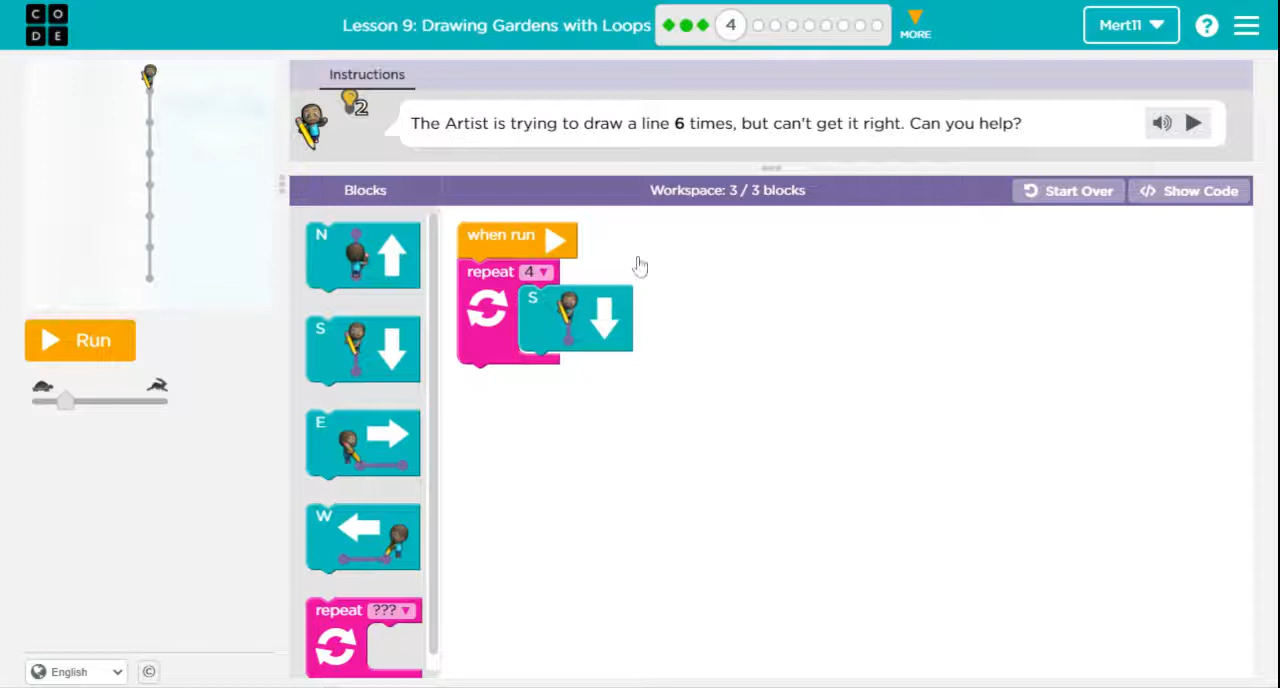 C O
D E
Lesson 9: Drawing Gardens with Loops
4
MORE
Mert11
?
Instructions
2
The Artist is trying to draw a line 6 times, but can't get it right. Can you help?
Blocks
Workspace: 3 / 3 blocks
Start Over
</> Show Code
N
when run
repeat 4
S
S
Run
E
W
repeat ???
English
©